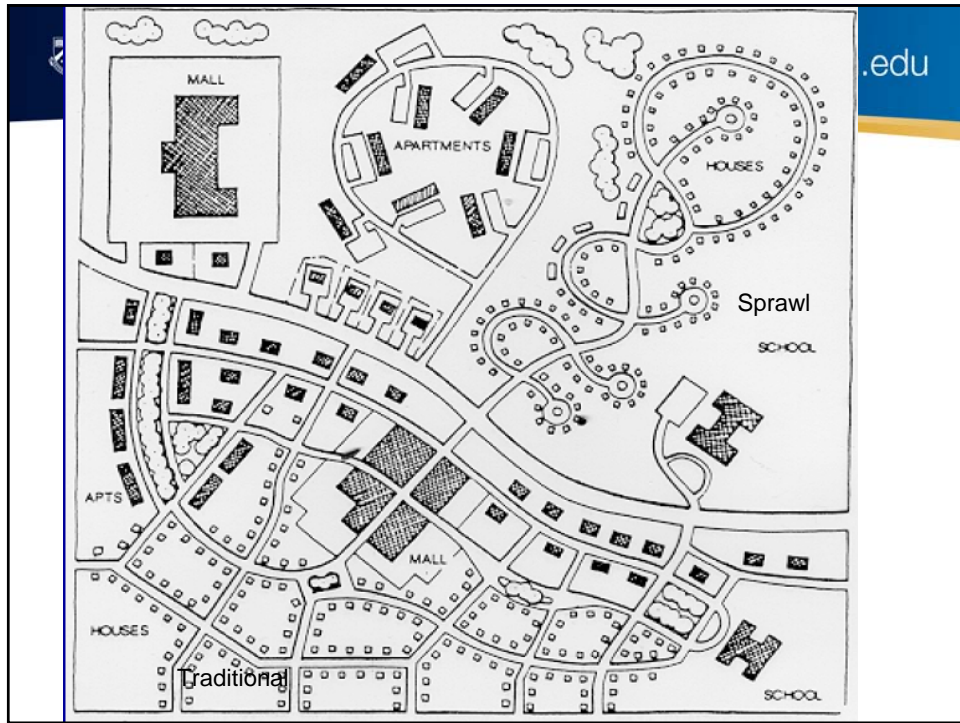 MALL
.edu
APARTMENTS
HOUSES
Sprawl
SCHOOL
APTS
MALL
HOUSES
Traditional
SCHOOL